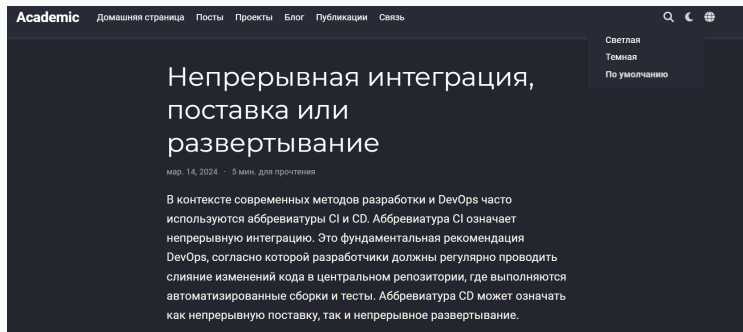 Academic Домашняя страница Посты Проекты Блог Публикации Связь
Светлая
Темная
По умолчанию
Непрерывная интеграция,
поставка или
развертывание
мар. 14, 2024 · 5 мин. для прочтения
В контексте современных методов разработки и DevOps часто
используются аббревиатуры CI и CD. Аббревиатура CI означает
непрерывную интеграцию. Это фундаментальная рекомендация
DevOps, согласно которой разработчики должны регулярно проводить
слияние изменений кода в центральном репозитории, где выполняются
автоматизированные сборки и тесты. Аббревиатура CD может означать
как непрерывную поставку, так и непрерывное развертывание.